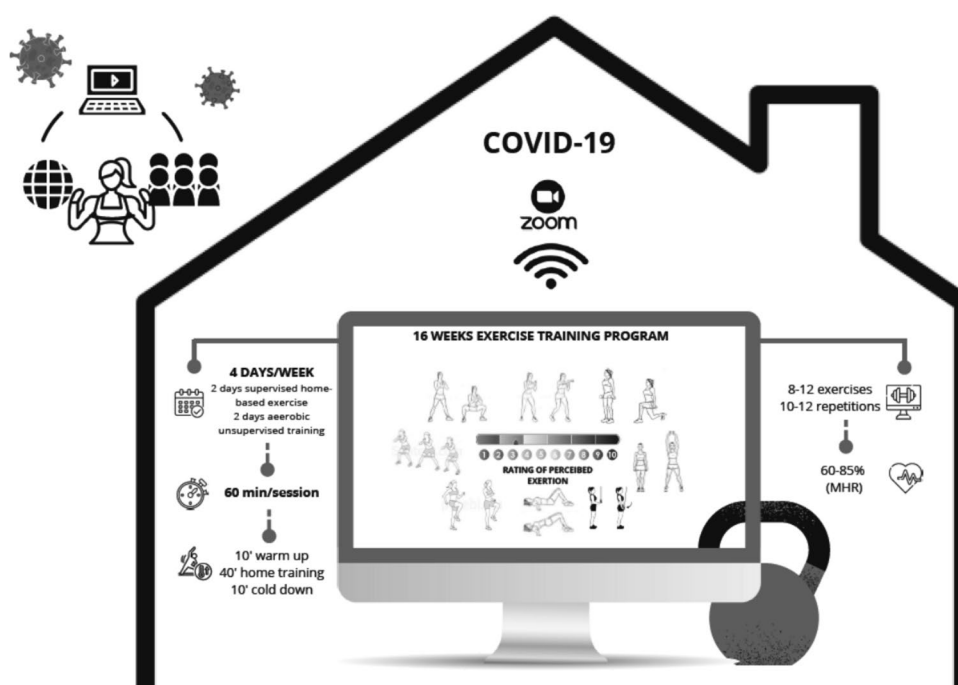 COVID-19
zoom
16 WEEKS EXERCISE TRAINING PROGRAM
4 DAYS/WEEK
2 days supervised home-
based exercise
2 days aeerobic
unsupervised training
60 min/session
10' warm up
40' home training
10' cold down
1 2 3 4 5 6 7 8 9 10
RATING OF PERCEIBED
EXERTION
8-12 exercises
10-12 repetitions
60-85%
(MHR)